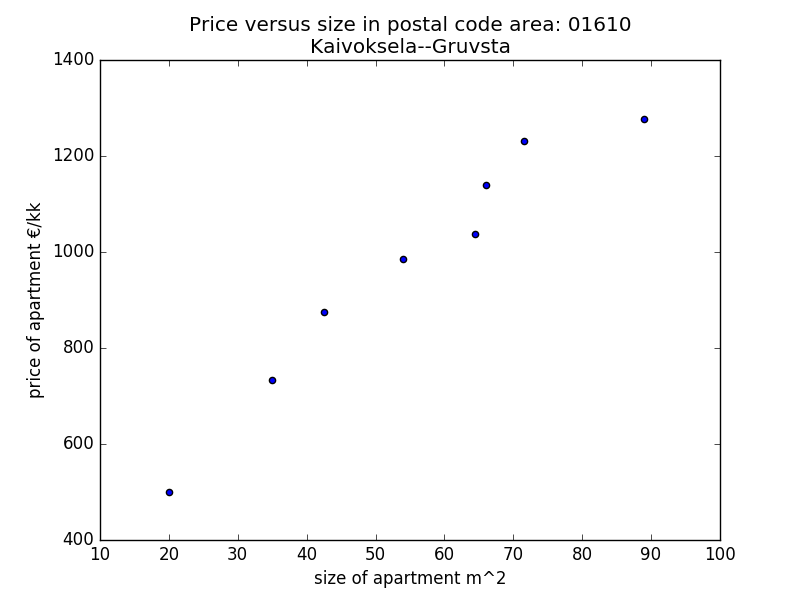 Price versus size in postal code area: 01610
Kaivoksela--Gruvsta
1400
1200
1000
800
600
400
price of apartment €/kk
10 20 30 40 50 60 70 80 90 100
size of apartment m^2